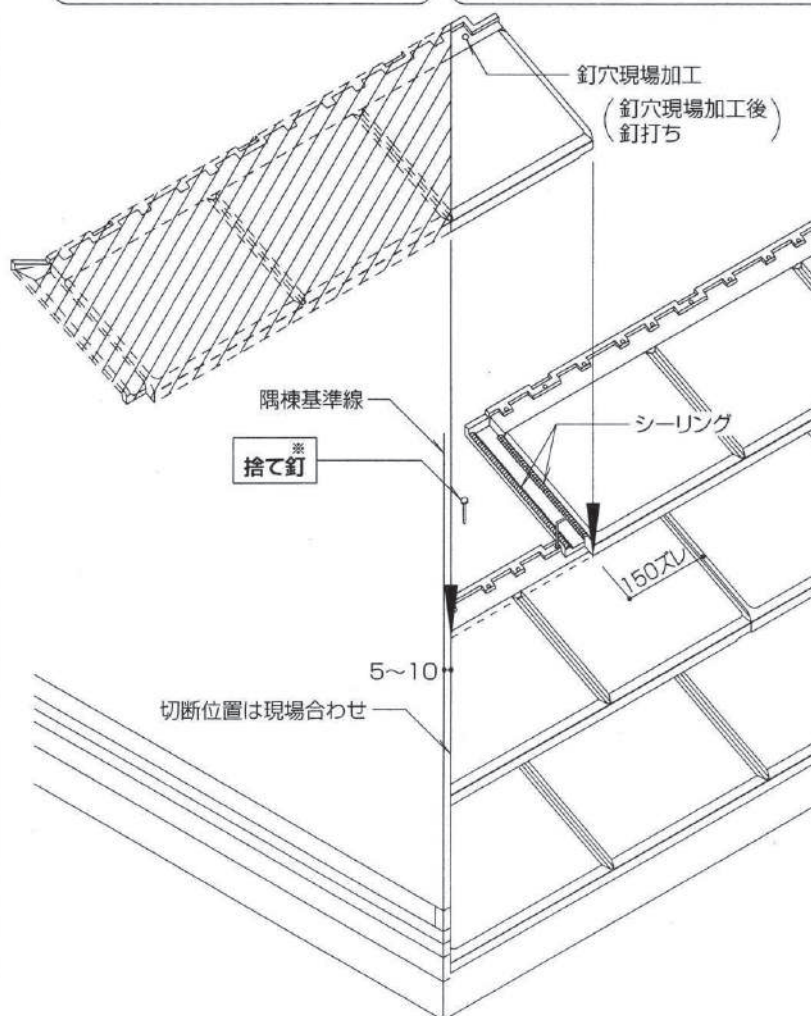 釘穴現場加工
(釘穴現場加工後
釘打ち)
隅棟基準線
※
捨て釘
シーリング
150ズレ
5〜10
切断位置は現場合わせ